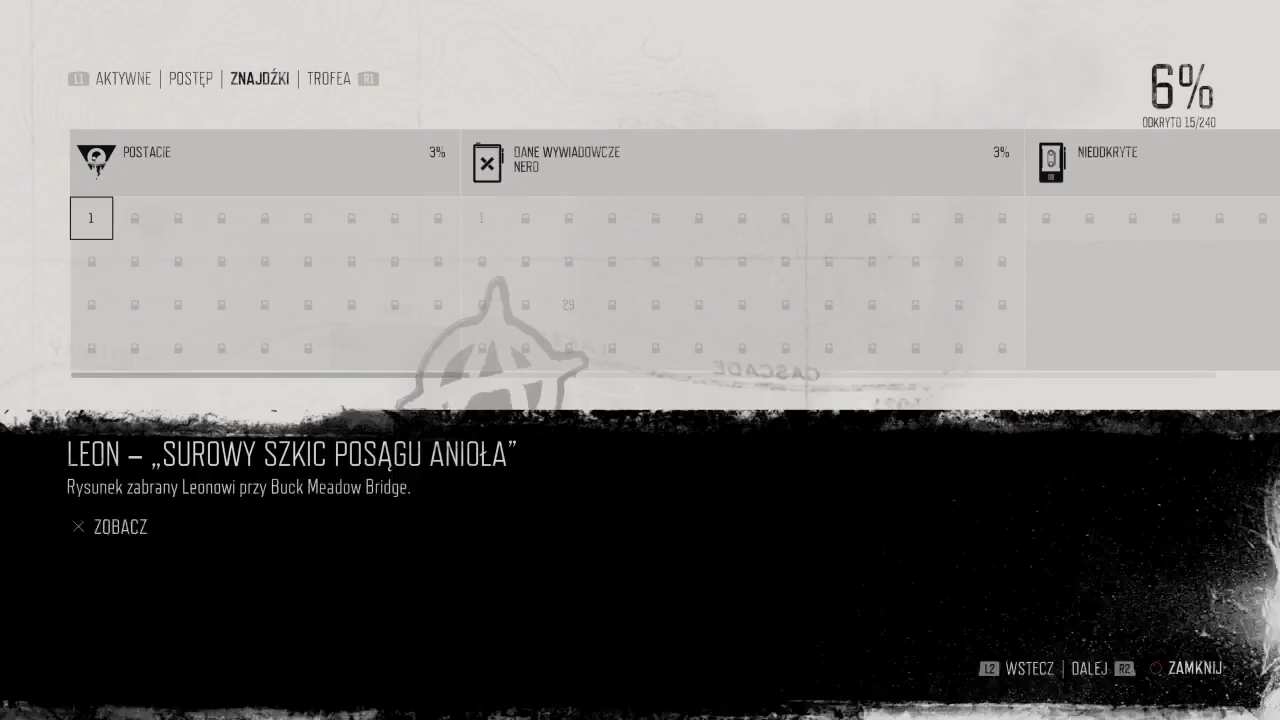 L1 AKTYWNE | POSTĘP | ZNAJDŹKI | TROFEA R1
6%
ODKRYTO 15/240
POSTACIE 3%
DANE WYWIADOWCZE NERO 3%
NIEODKRYTE
1
1
29
CASCADE
LEON – „SUROWY SZKIC POSĄGU ANIOŁA”
Rysunek zabrany Leonowi przy Buck Meadow Bridge.
ZOBACZ
L2 WSTECZ | DALEJ R2 ZAMKNIJ